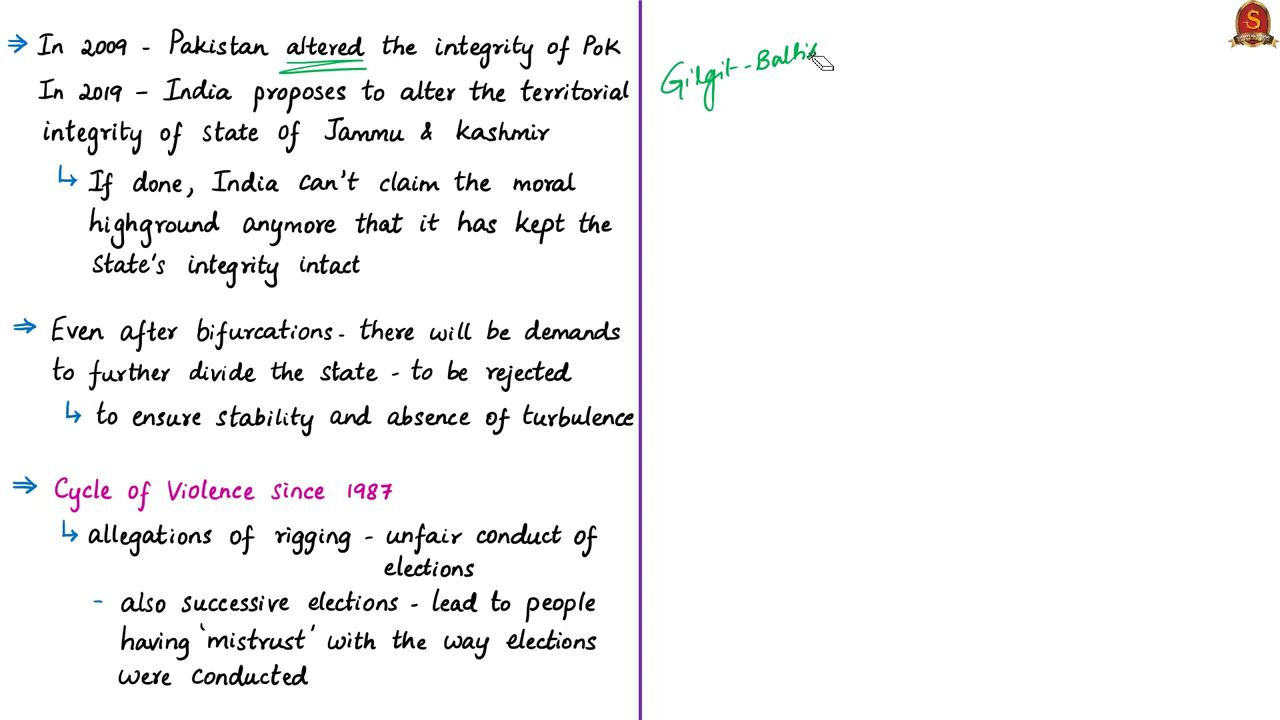 ⇒ In 2009 - Pakistan altered the integrity of PoK
In 2019 - India proposes to alter the territorial
integrity of state of Jammu & kashmir
↳ If done, India can't claim the moral
highground anymore that it has kept the
state's integrity intact
⇒ Even after bifurcations - there will be demands
to further divide the state - to be rejected
↳ to ensure stability and absence of turbulence
⇒ Cycle of Violence since 1987
↳ allegations of rigging - unfair conduct of
elections
- also successive elections - lead to people
having 'mistrust' with the way elections
were conducted
Gilgit-Baltis
S